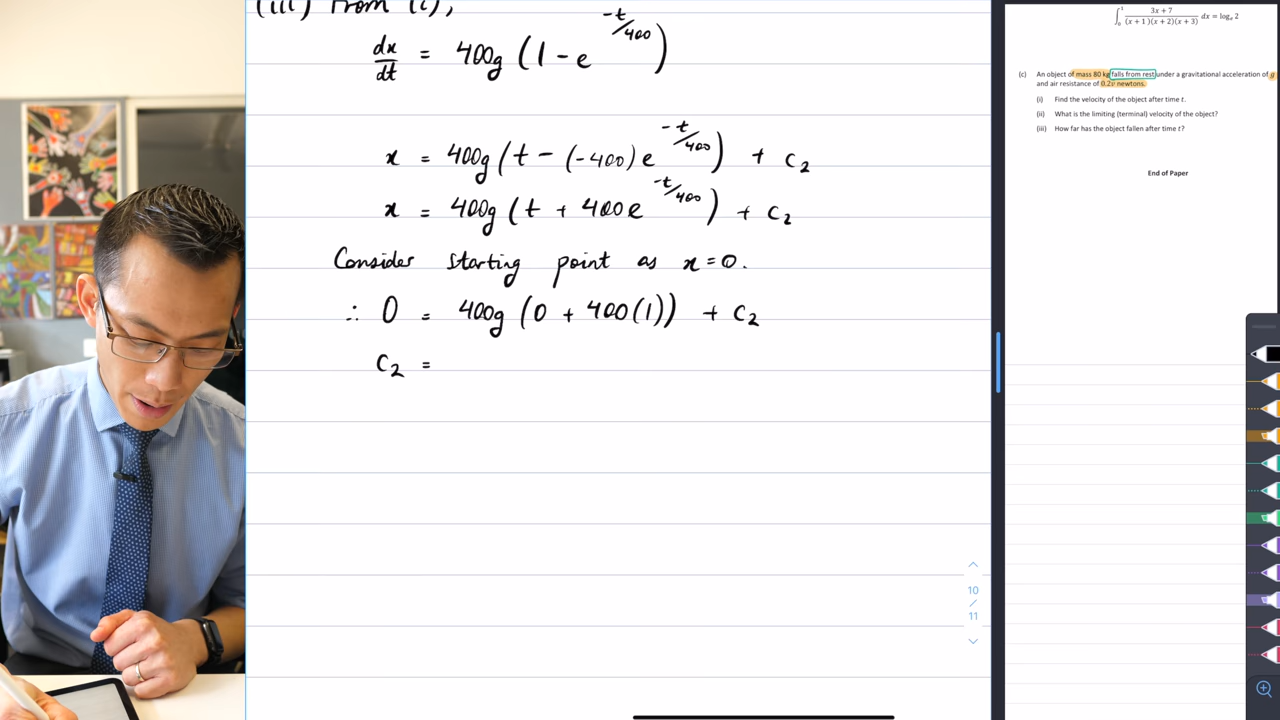 (iii) From (i),
dx/dt = 400g (1 - e^(-t/400))
x = 400g (t - (-400) e^(-t/400)) + c₂
x = 400g (t + 400e^(-t/400)) + c₂
Consider starting point as x = 0.
∴ 0 = 400g (0 + 400(1)) + c₂
c₂ =
∫₀¹ (3x + 7)/((x + 1)(x + 2)(x + 3)) dx = logₑ 2
(c) An object of mass 80 kg falls from rest under a gravitational acceleration of g
and air resistance of 0.2v newtons.
(i) Find the velocity of the object after time t.
(ii) What is the limiting (terminal) velocity of the object?
(iii) How far has the object fallen after time t?
End of Paper
10
/
11